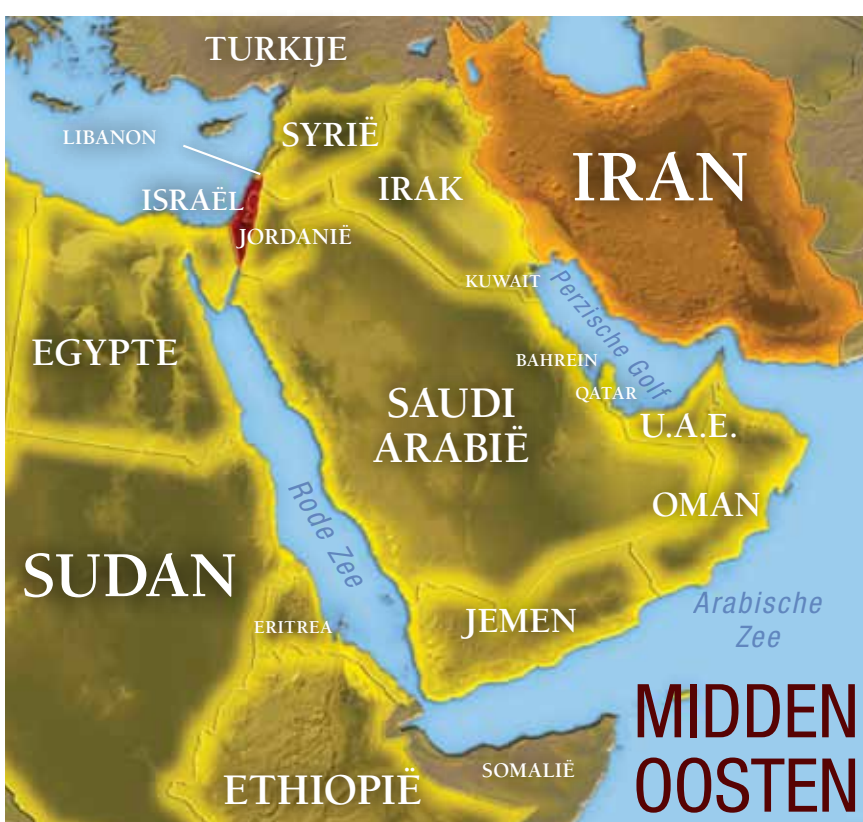 TURKIJE
LIBANON
SYRIË
IRAN
ISRAËL
IRAK
JORDANIË
KUWAIT
Perzische Golf
EGYPTE
BAHREIN
QATAR
SAUDI
ARABIË
U.A.E.
OMAN
Rode Zee
SUDAN
ERITREA
JEMEN
Arabische
Zee
MIDDEN
OOSTEN
SOMALIË
ETHIOPIË